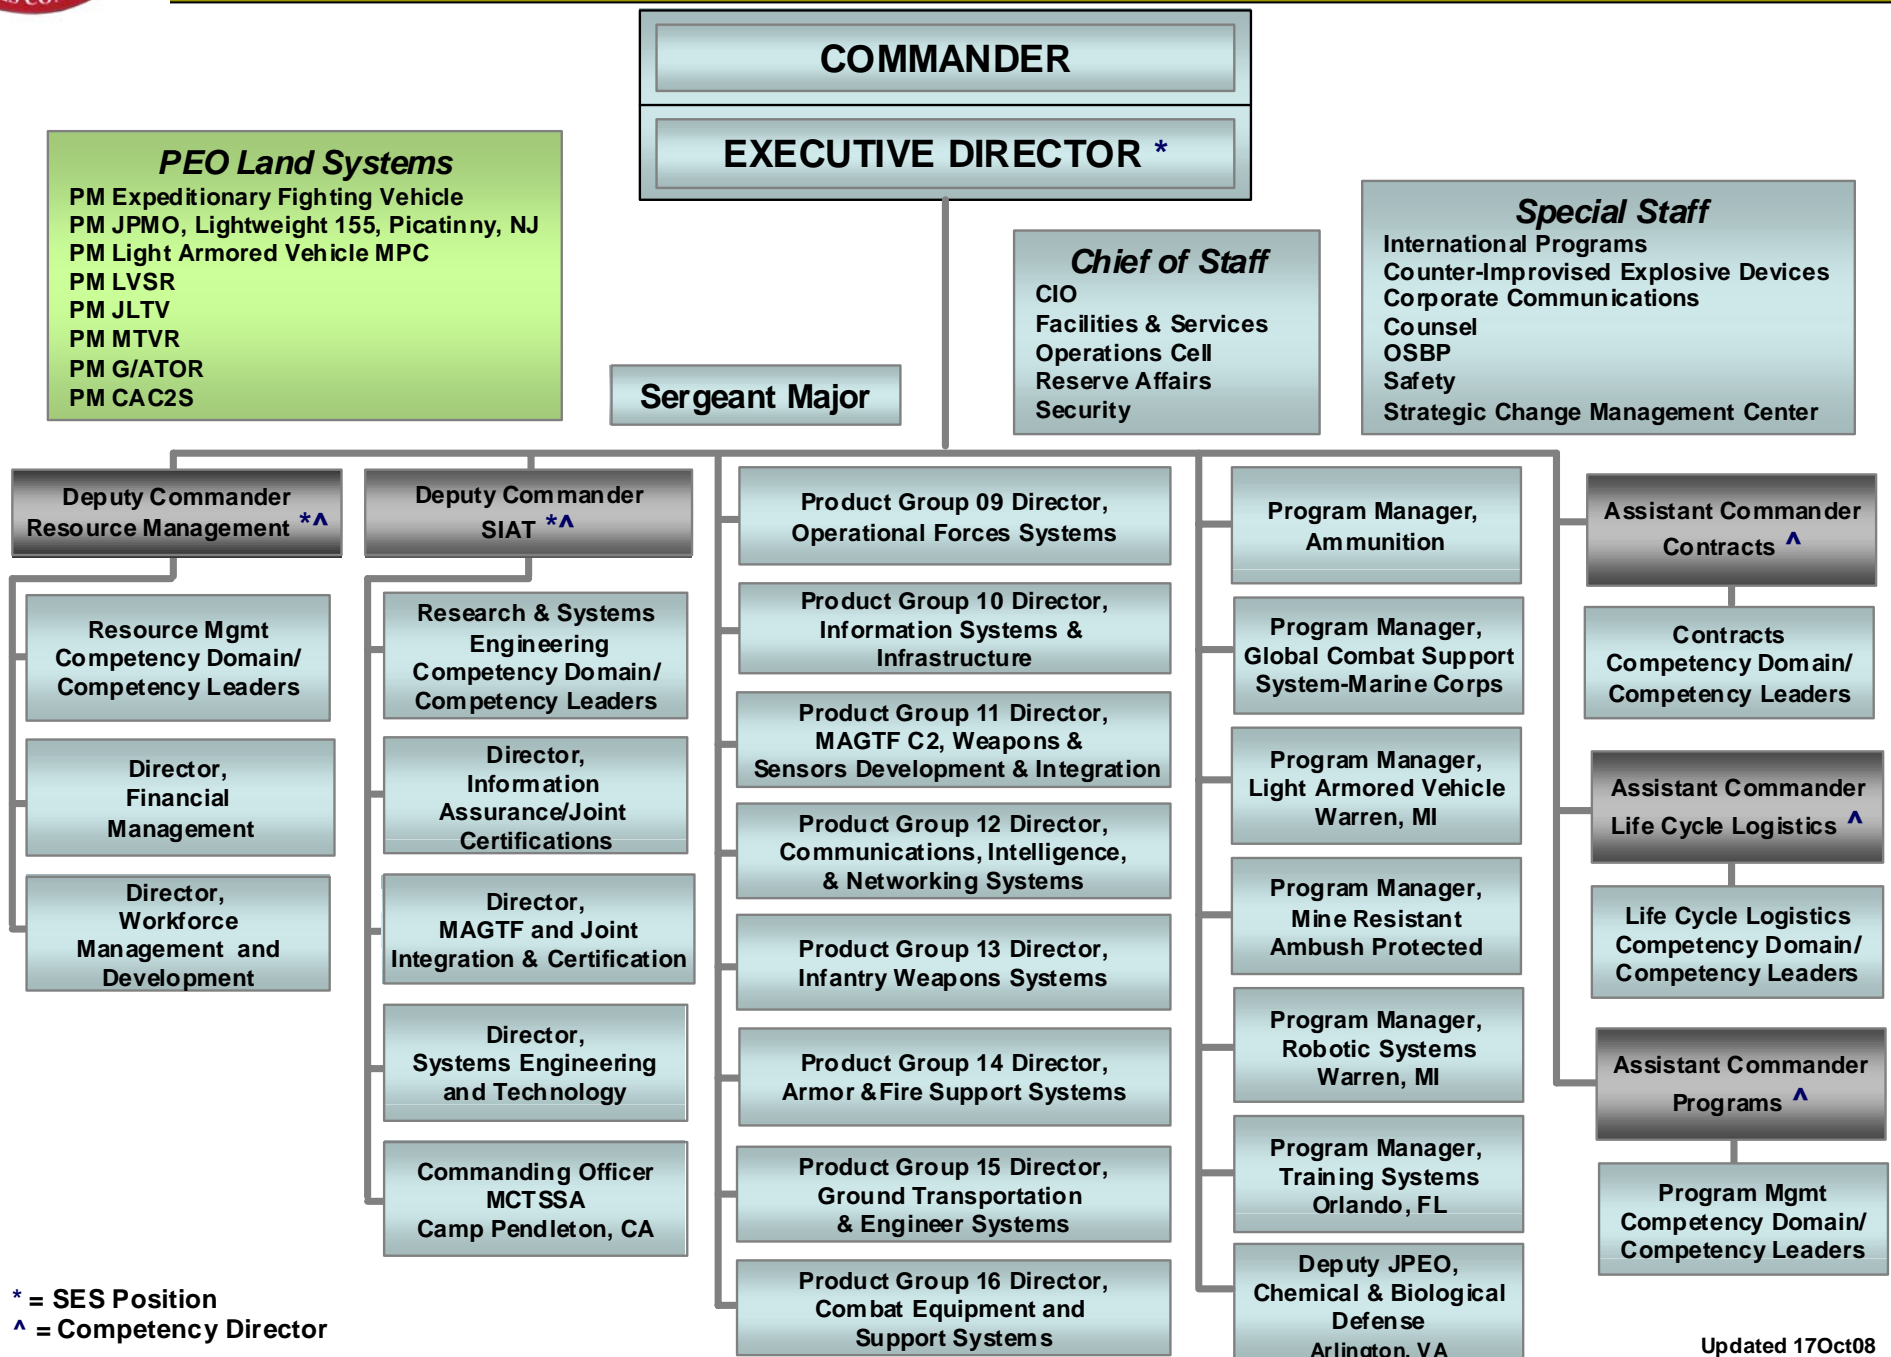 COMMANDER
EXECUTIVE DIRECTOR *
PEO Land Systems
PM Expeditionary Fighting Vehicle
PM JPMO, Lightweight 155, Picatinny, NJ
PM Light Armored Vehicle MPC
PM LVSR
PM JLTV
PM MTVR
PM G/ATOR
PM CAC2S
Sergeant Major
Chief of Staff
CIO
Facilities & Services
Operations Cell
Reserve Affairs
Security
Special Staff
International Programs
Counter-Improvised Explosive Devices
Corporate Communications
Counsel
OSBP
Safety
Strategic Change Management Center
Deputy Commander
Resource Management *^
Resource Mgmt
Competency Domain/
Competency Leaders
Director,
Financial
Management
Director,
Workforce
Management and
Development
Deputy Commander
SIAT *^
Research & Systems
Engineering
Competency Domain/
Competency Leaders
Director,
Information
Assurance/Joint
Certifications
Director,
MAGTF and Joint
Integration & Certification
Director,
Systems Engineering
and Technology
Commanding Officer
MCTSSA
Camp Pendleton, CA
Product Group 09 Director,
Operational Forces Systems
Product Group 10 Director,
Information Systems &
Infrastructure
Product Group 11 Director,
MAGTF C2, Weapons &
Sensors Development & Integration
Product Group 12 Director,
Communications, Intelligence,
& Networking Systems
Product Group 13 Director,
Infantry Weapons Systems
Product Group 14 Director,
Armor &Fire Support Systems
Product Group 15 Director,
Ground Transportation
& Engineer Systems
Product Group 16 Director,
Combat Equipment and
Support Systems
Program Manager,
Ammunition
Program Manager,
Global Combat Support
System-Marine Corps
Program Manager,
Light Armored Vehicle
Warren, MI
Program Manager,
Mine Resistant
Ambush Protected
Program Manager,
Robotic Systems
Warren, MI
Program Manager,
Training Systems
Orlando, FL
Deputy JPEO,
Chemical & Biological
Defense
Arlington, VA
Assistant Commander
Contracts ^
Contracts
Competency Domain/
Competency Leaders
Assistant Commander
Life Cycle Logistics ^
Life Cycle Logistics
Competency Domain/
Competency Leaders
Assistant Commander
Programs ^
Program Mgmt
Competency Domain/
Competency Leaders
* = SES Position
^ = Competency Director
Updated 17Oct08